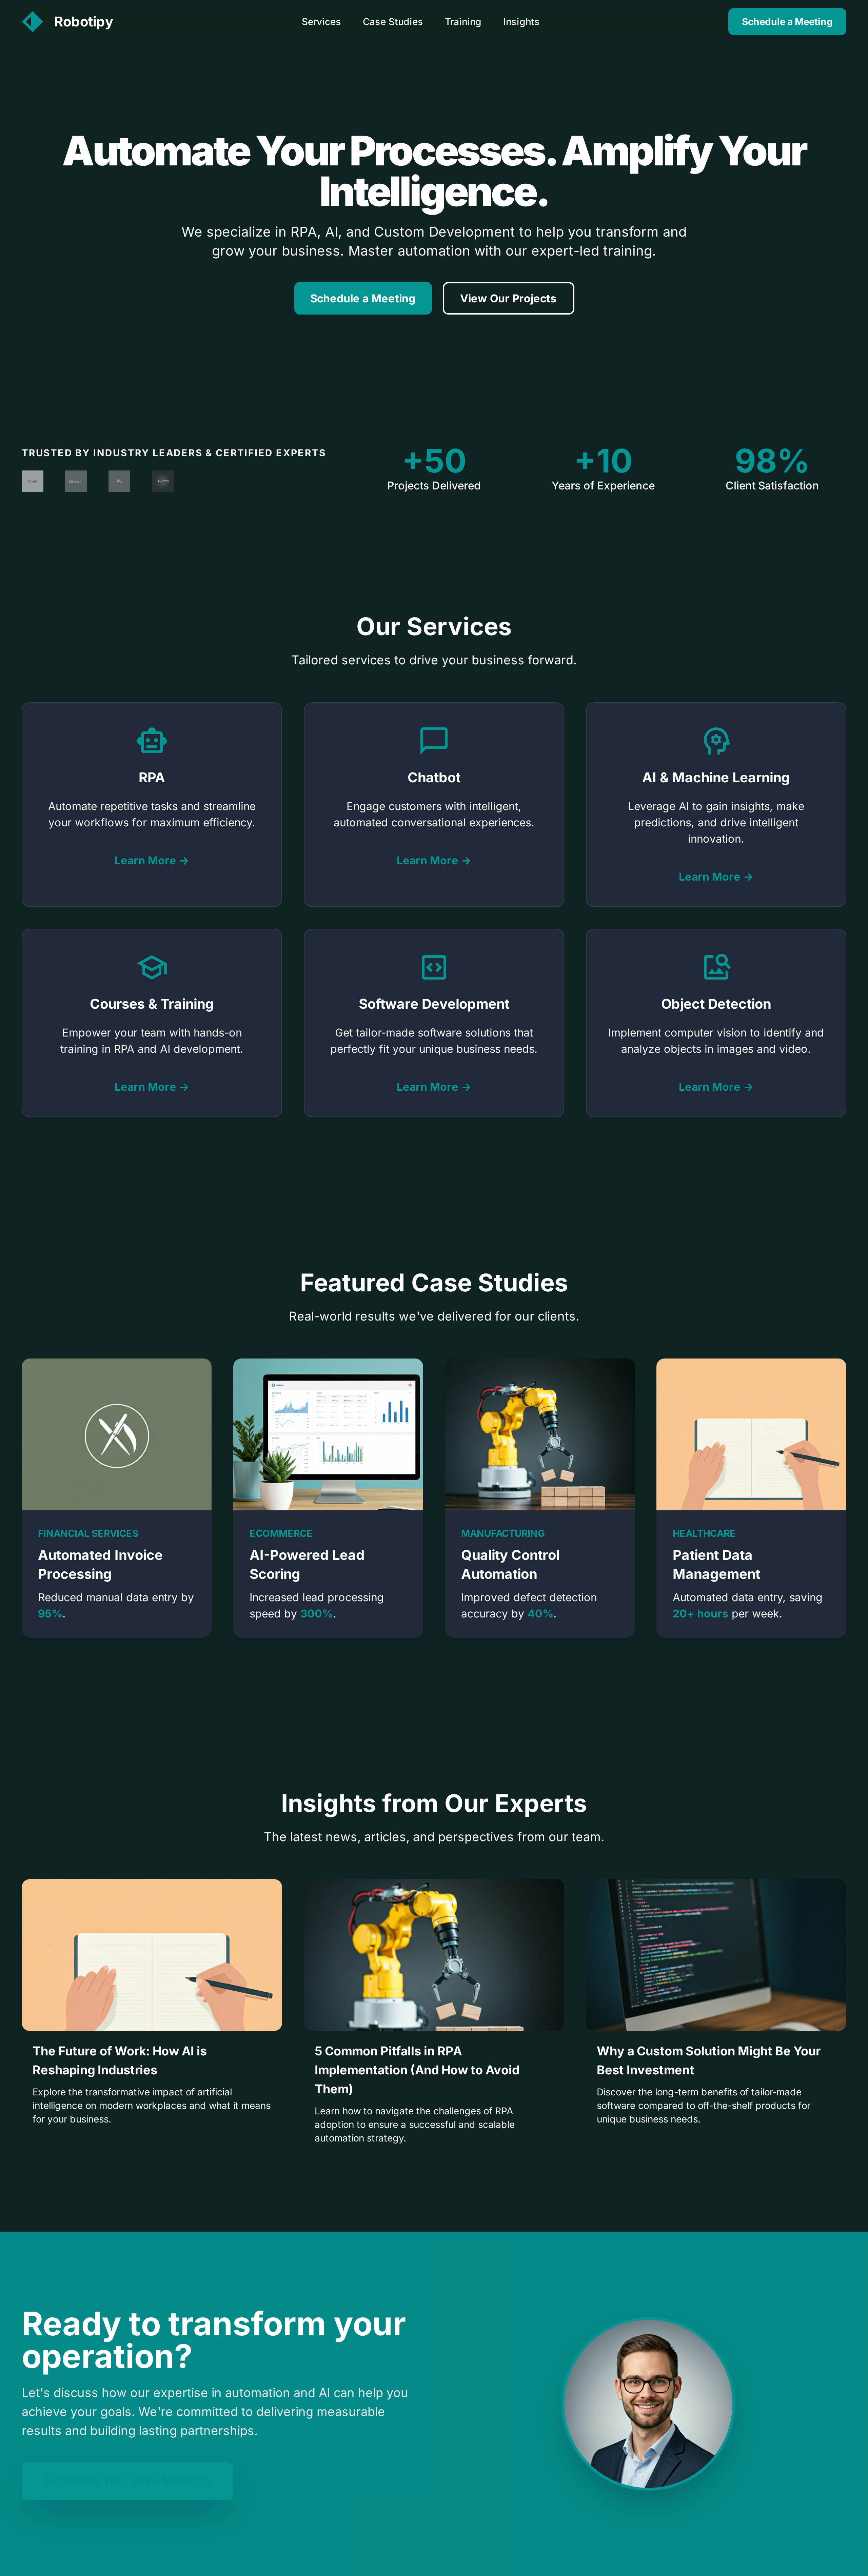 Robotipy
Services
Case Studies
Training
Insights
Schedule a Meeting
Automate Your Processes. Amplify Your
Intelligence.
We specialize in RPA, AI, and Custom Development to help you transform and
grow your business. Master automation with our expert-led training.
Schedule a Meeting
View Our Projects
TRUSTED BY INDUSTRY LEADERS & CERTIFIED EXPERTS
+50
Projects Delivered
+10
Years of Experience
98%
Client Satisfaction
Our Services
Tailored services to drive your business forward.
RPA
Automate repetitive tasks and streamline
your workflows for maximum efficiency.
Learn More →
Chatbot
Engage customers with intelligent,
automated conversational experiences.
Learn More →
AI & Machine Learning
Leverage AI to gain insights, make
predictions, and drive intelligent
innovation.
Learn More →
Courses & Training
Empower your team with hands-on
training in RPA and AI development.
Learn More →
Software Development
Get tailor-made software solutions that
perfectly fit your unique business needs.
Learn More →
Object Detection
Implement computer vision to identify and
analyze objects in images and video.
Learn More →
Featured Case Studies
Real-world results we've delivered for our clients.
FINANCIAL SERVICES
Automated Invoice
Processing
Reduced manual data entry by
95%.
ECOMMERCE
AI-Powered Lead
Scoring
Increased lead processing
speed by 300%.
MANUFACTURING
Quality Control
Automation
Improved defect detection
accuracy by 40%.
HEALTHCARE
Patient Data
Management
Automated data entry, saving
20+ hours per week.
Insights from Our Experts
The latest news, articles, and perspectives from our team.
The Future of Work: How AI is
Reshaping Industries
Explore the transformative impact of artificial
intelligence on modern workplaces and what it means
for your business.
5 Common Pitfalls in RPA
Implementation (And How to Avoid
Them)
Learn how to navigate the challenges of RPA
adoption to ensure a successful and scalable
automation strategy.
Why a Custom Solution Might Be Your
Best Investment
Discover the long-term benefits of tailor-made
software compared to off-the-shelf products for
unique business needs.
Ready to transform your
operation?
Let's discuss how our expertise in automation and AI can help you
achieve your goals. We're committed to delivering measurable
results and building lasting partnerships.